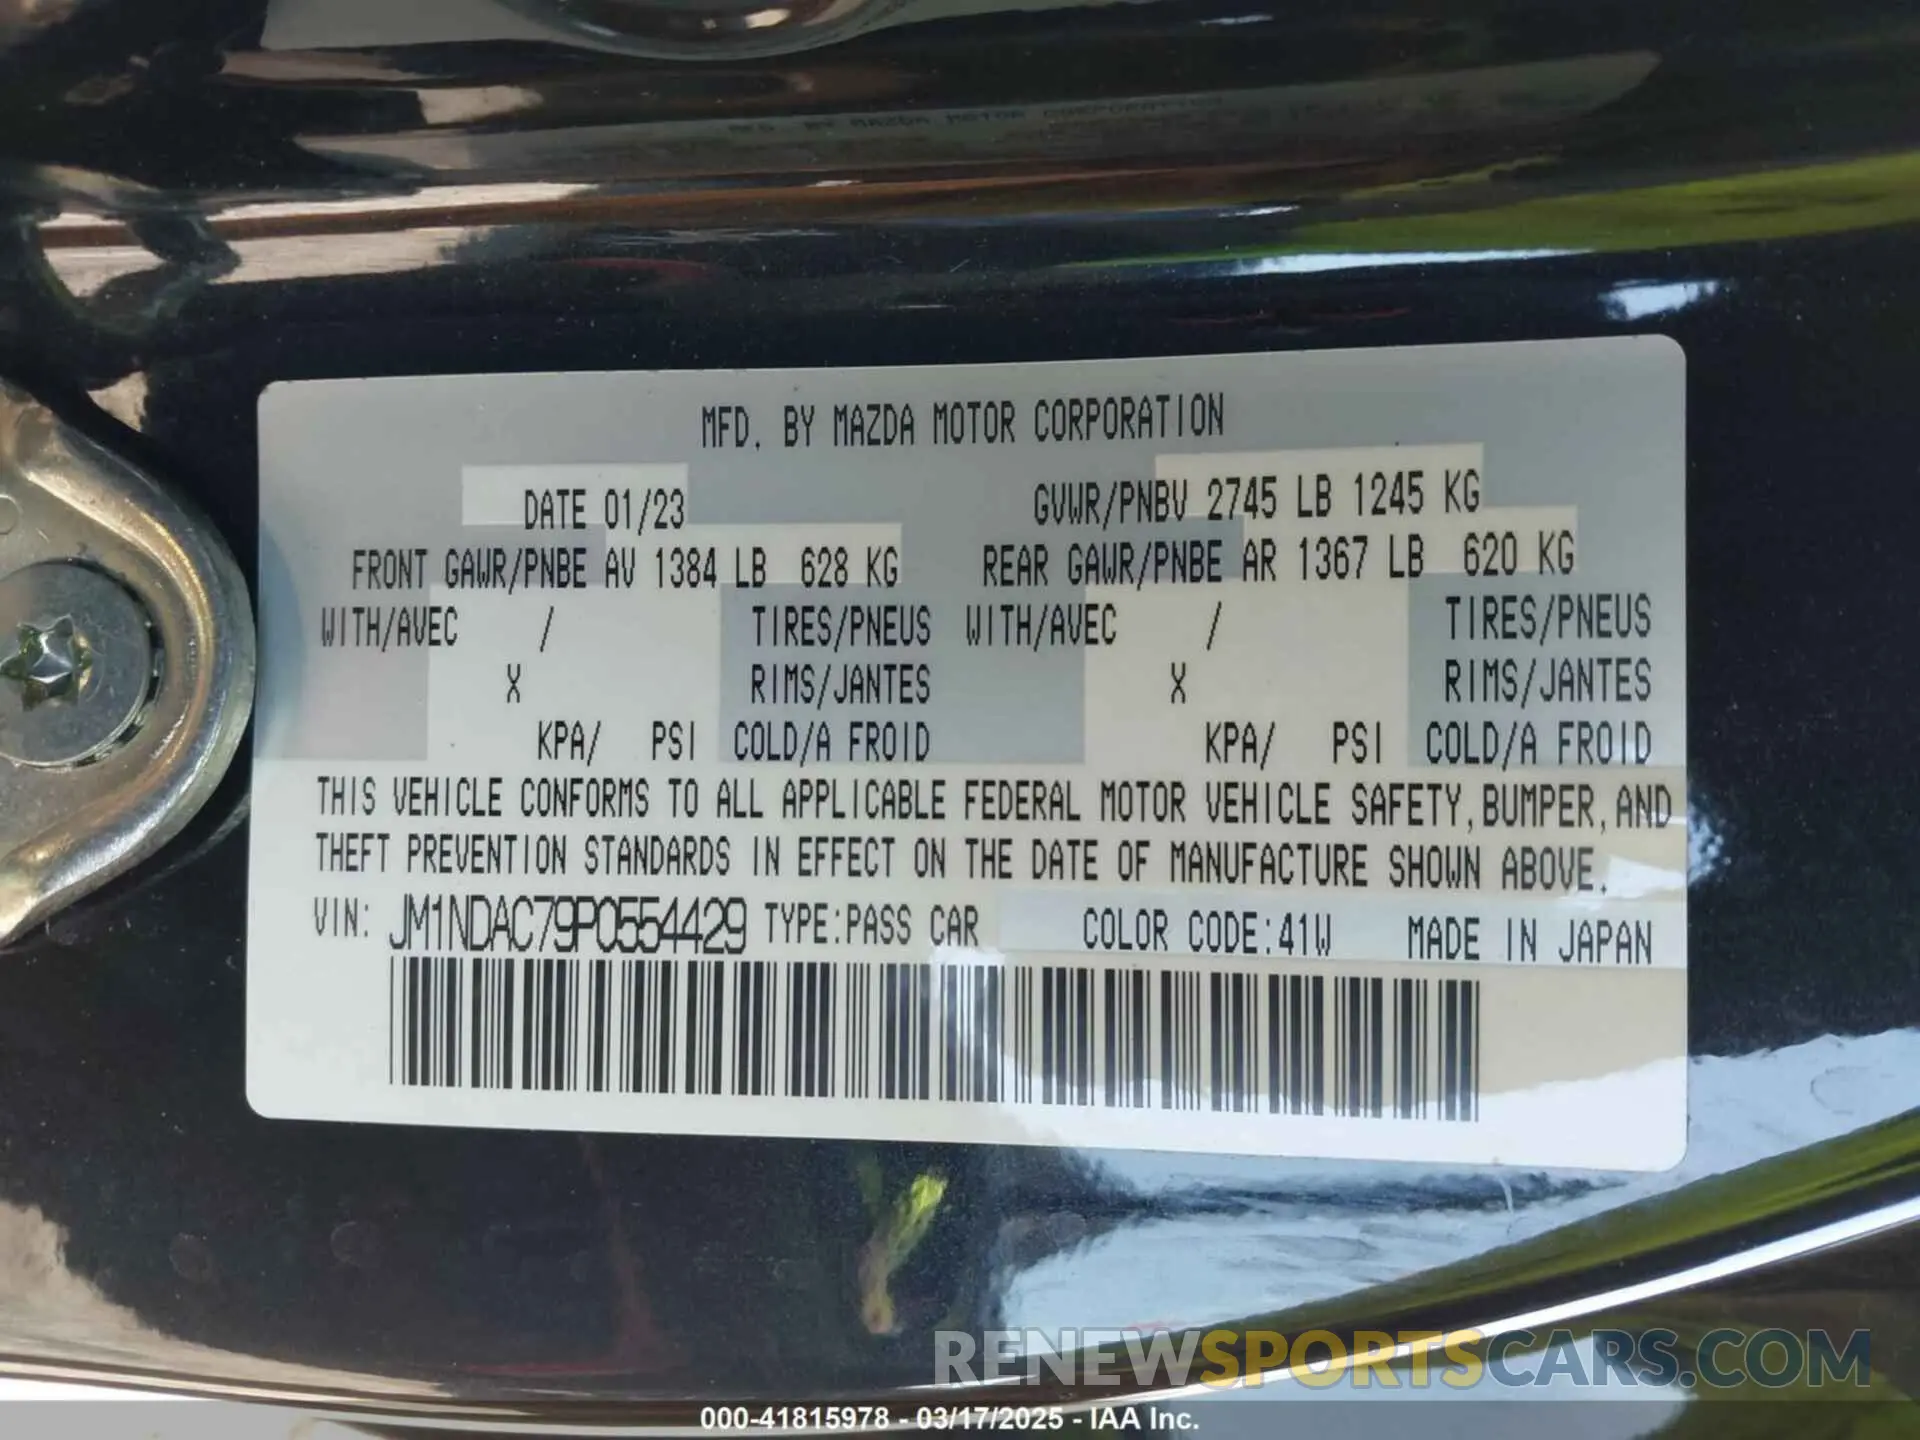 MFD. BY MAZDA MOTOR CORPORATION
DATE 01/23 GVWR/PNBV 2745 LB 1245 KG
FRONT GAWR/PNBE AV 1384 LB 628 KG REAR GAWR/PNBE AR 1367 LB 620 KG
WITH/AVEC / TIRES/PNEUS WITH/AVEC / TIRES/PNEUS
X RIMS/JANTES X RIMS/JANTES
KPA/ PSI COLD/A FROID KPA/ PSI COLD/A FROID
THIS VEHICLE CONFORMS TO ALL APPLICABLE FEDERAL MOTOR VEHICLE SAFETY, BUMPER, AND
THEFT PREVENTION STANDARDS IN EFFECT ON THE DATE OF MANUFACTURE SHOWN ABOVE.
VIN: JM1NDAC79P0554429 TYPE:PASS CAR COLOR CODE:41W MADE IN JAPAN
RENEWSPORTSCARS.COM
000-41815978 - 03/17/2025 - IAA Inc.